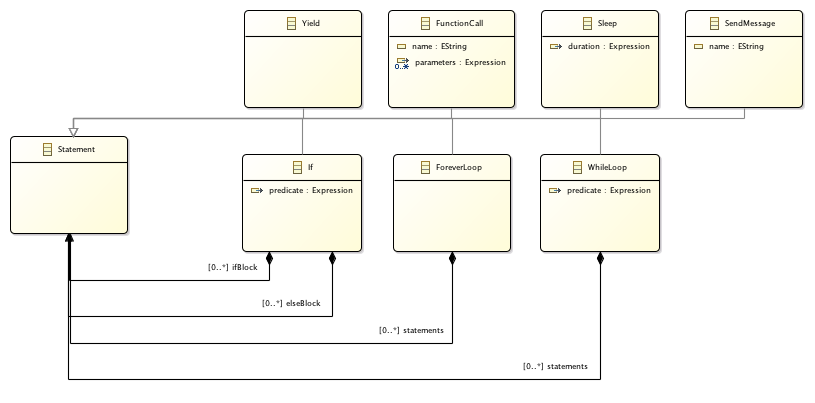 Yield
FunctionCall
name : EString
0..*
parameters : Expression
Sleep
duration : Expression
SendMessage
name : EString
Statement
If
predicate : Expression
ForeverLoop
WhileLoop
predicate : Expression
[0..*] ifBlock
[0..*] elseBlock
[0..*] statements
[0..*] statements